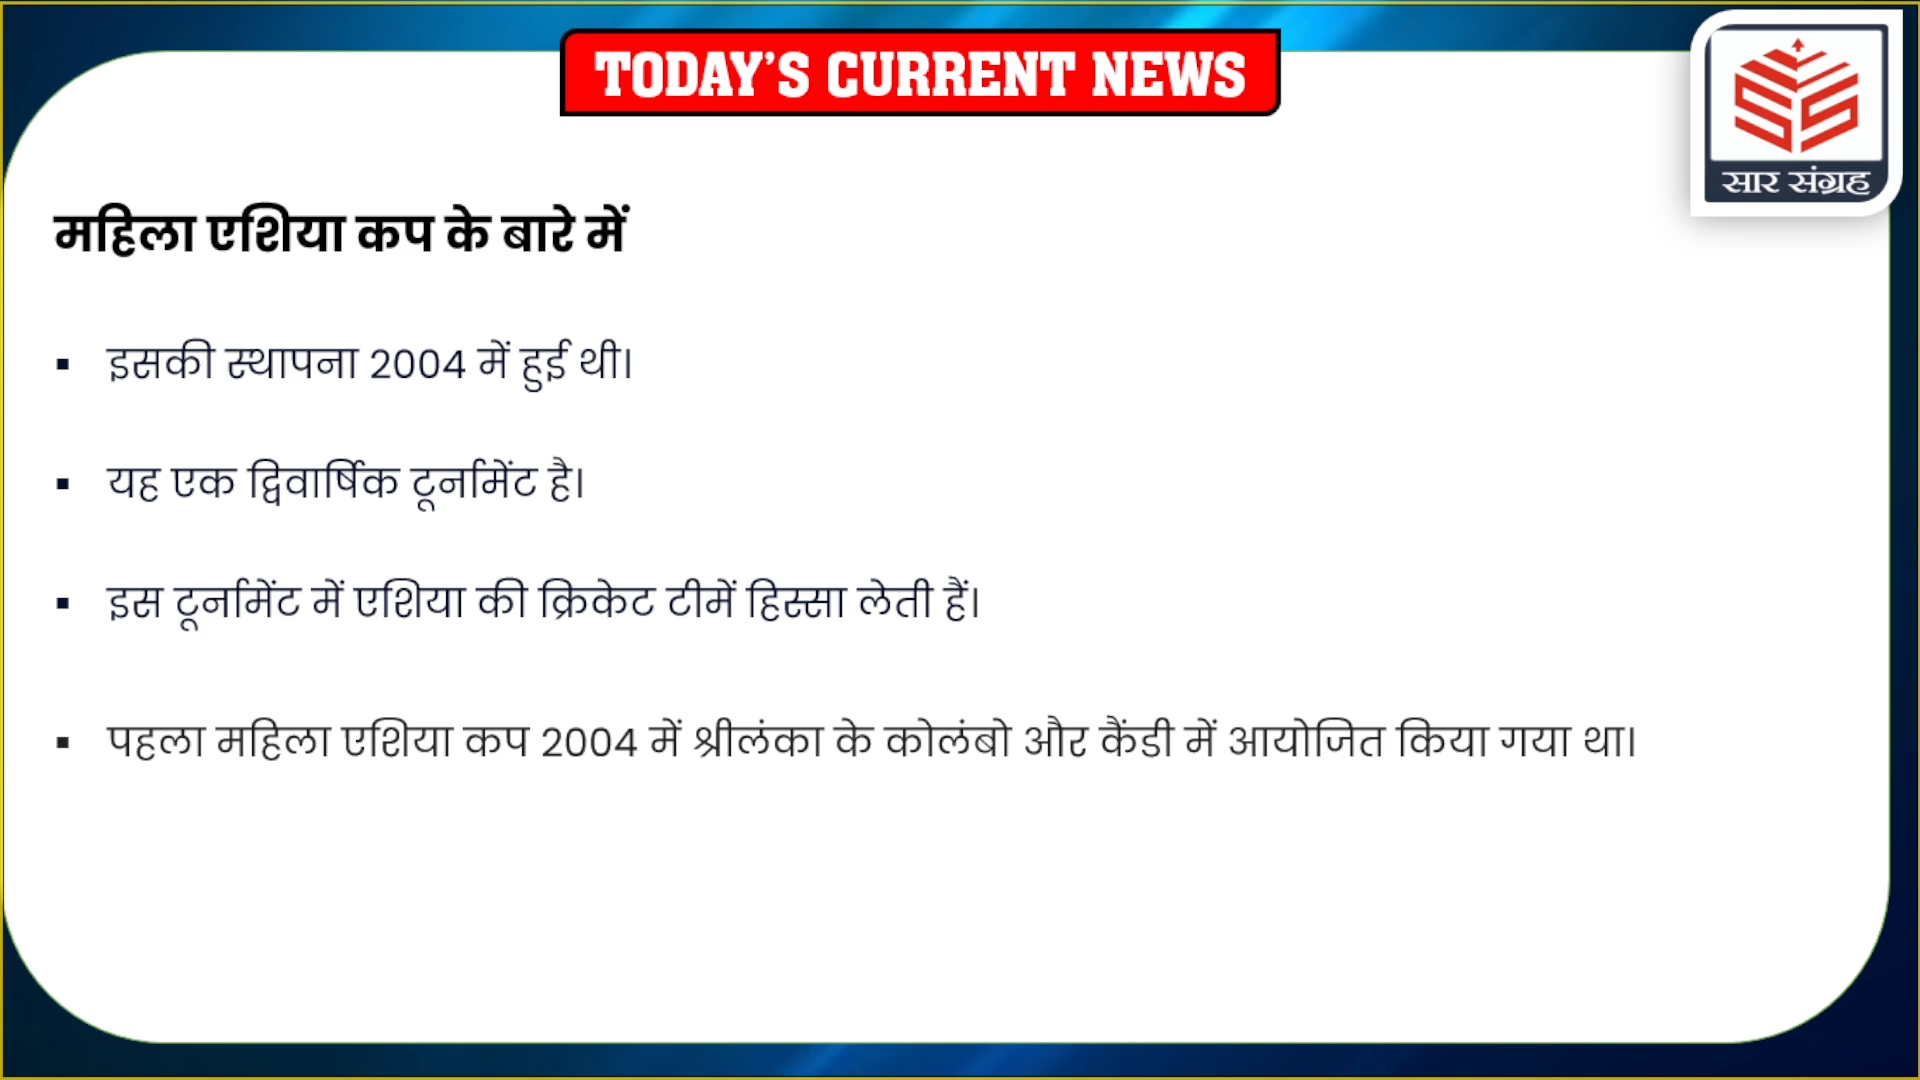 TODAY'S CURRENT NEWS
सार संग्रह
महिला एशिया कप के बारे में
▪ इसकी स्थापना 2004 में हुई थी।
▪ यह एक द्विवार्षिक टूर्नामेंट है।
▪ इस टूर्नामेंट में एशिया की क्रिकेट टीमें हिस्सा लेती हैं।
▪ पहला महिला एशिया कप 2004 में श्रीलंका के कोलंबो और कैंडी में आयोजित किया गया था।